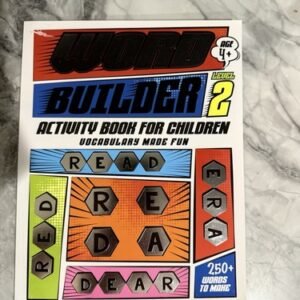 WORD
AGE
4+
BUILDER
LEVEL
2
ACTIVITY BOOK FOR CHILDREN
VOCABULARY MADE FUN
READ
RED
R E
D A
ERA
DEAR
250+
WORDS
TO MAKE